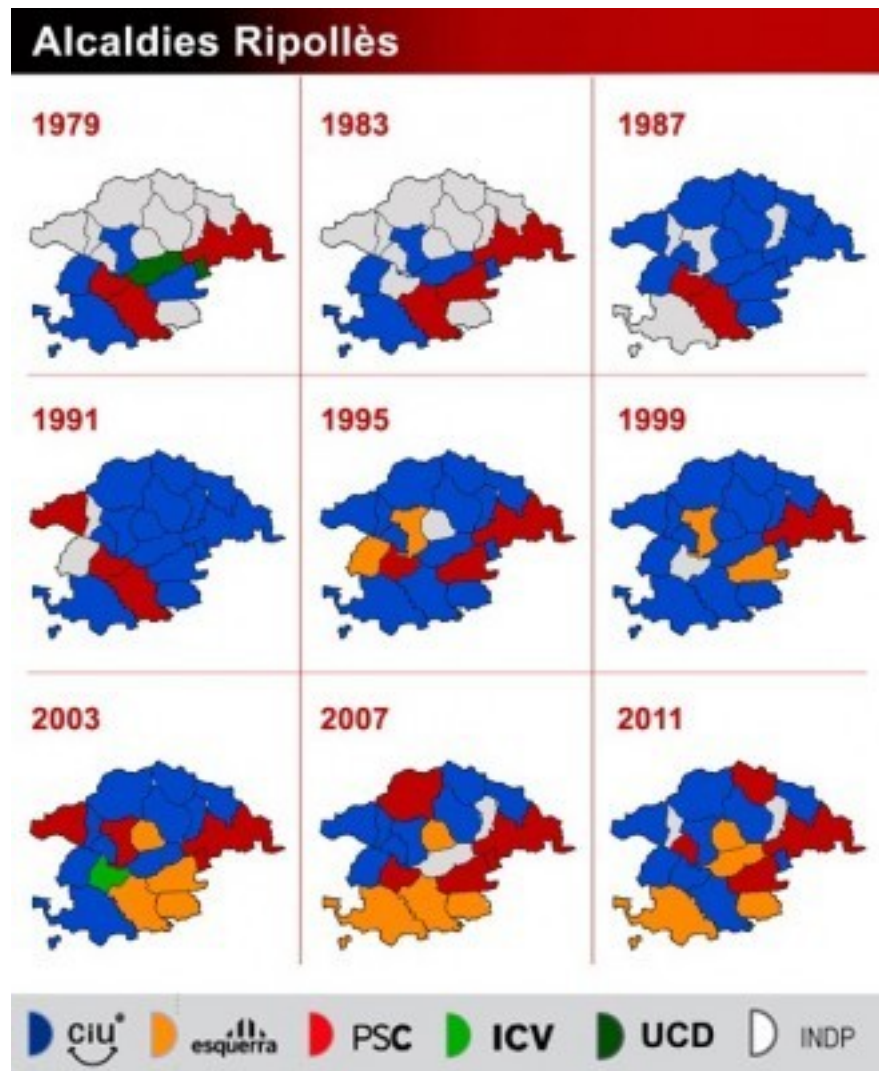 Alcaldies Ripollès
1979 1983 1987
1991 1995 1999
2003 2007 2011
ciu* esquerra PSC ICV UCD INDP